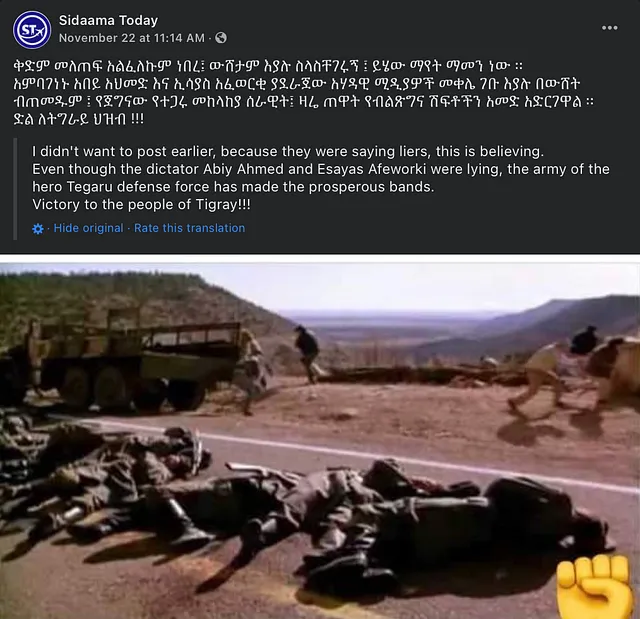 Sidaama Today
November 22 at 11:14 AM ·
ቅድም መለጠፍ አልፈለኩም ነበረ፤ ውሸታም እያሉ ስላስቸገሩኝ ፤ ይሄው ማየት ማመን ነው ፡፡
አምባገነኑ አበይ አህመድ እና ኢሳያስ አፈወርቂ ያደራጀው አሃዳዊ ሚዲያዎች መቀሌ ገቡ እያሉ በውሸት
ብጠመዱም ፤ የጀግናው የተጋሩ መከላከያ ሰራዊት፤ ዛሬ ጠዋት የብልጽግና ሽፍቶችን አመድ አድርገዋል ፡፡
ድል ለትግራይ ህዝብ !!!
I didn't want to post earlier, because they were saying liers, this is believing.
Even though the dictator Abiy Ahmed and Esayas Afeworki were lying, the army of the
hero Tegaru defense force has made the prosperous bands.
Victory to the people of Tigray!!!
· Hide original · Rate this translation
ST